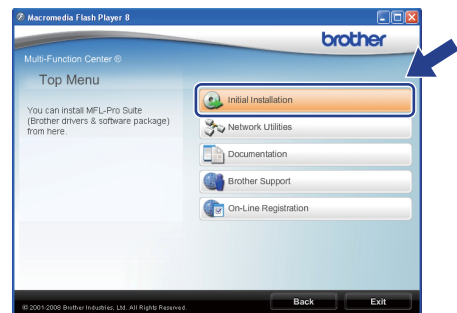 Macromedia Flash Player 8
brother
Multi-Function Center ®
Top Menu
You can install MFL-Pro Suite
(Brother drivers & software package)
from here.
Initial Installation
Network Utilities
Documentation
Brother Support
On-Line Registration
© 2001-2008 Brother Industries, Ltd. All Rights Reserved.
Back
Exit